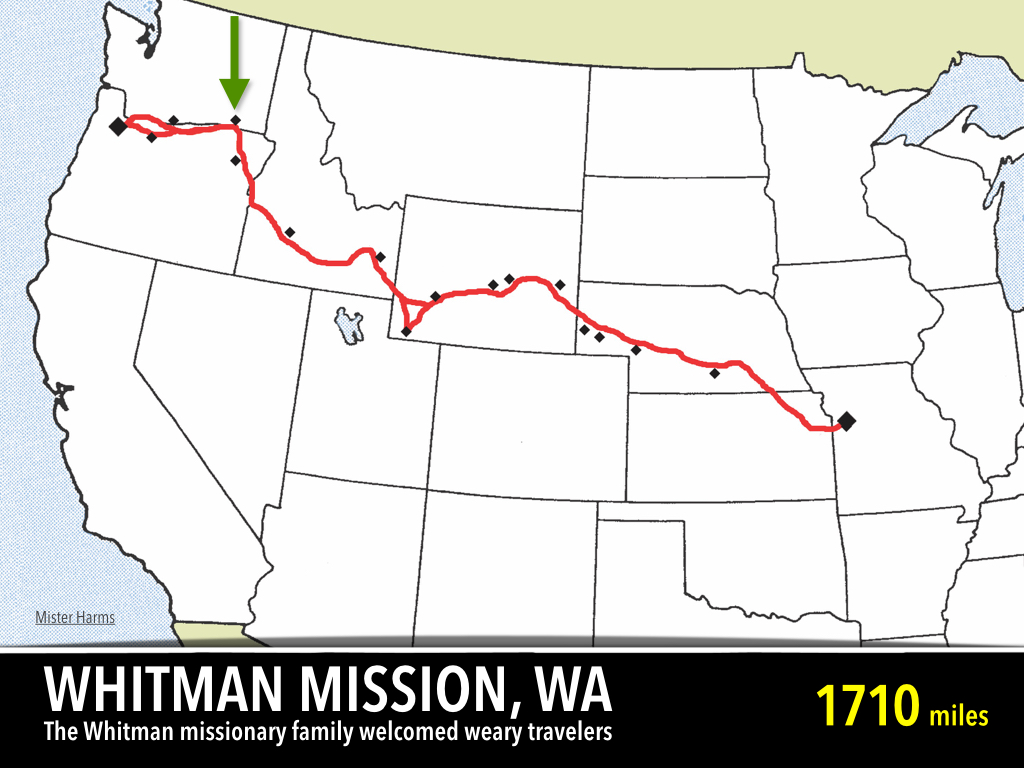 Mister Harms
WHITMAN MISSION, WA
The Whitman missionary family welcomed weary travelers
1710 miles